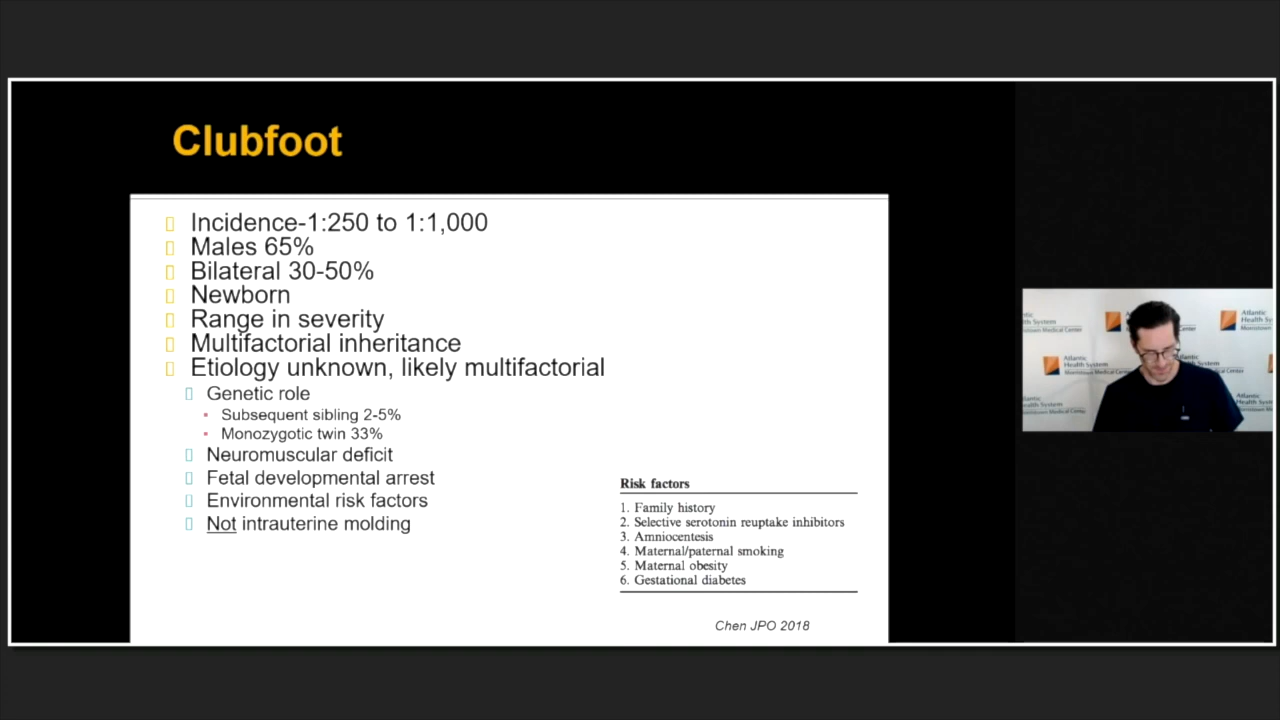 Clubfoot
Incidence-1:250 to 1:1,000
Males 65%
Bilateral 30-50%
Newborn
Range in severity
Multifactorial inheritance
Etiology unknown, likely multifactorial
Genetic role
Subsequent sibling 2-5%
Monozygotic twin 33%
Neuromuscular deficit
Fetal developmental arrest
Environmental risk factors
Not intrauterine molding
Risk factors
1. Family history
2. Selective serotonin reuptake inhibitors
3. Amniocentesis
4. Maternal/paternal smoking
5. Maternal obesity
6. Gestational diabetes
Chen JPO 2018
Atlantic
Health System
Morristown Medical Center